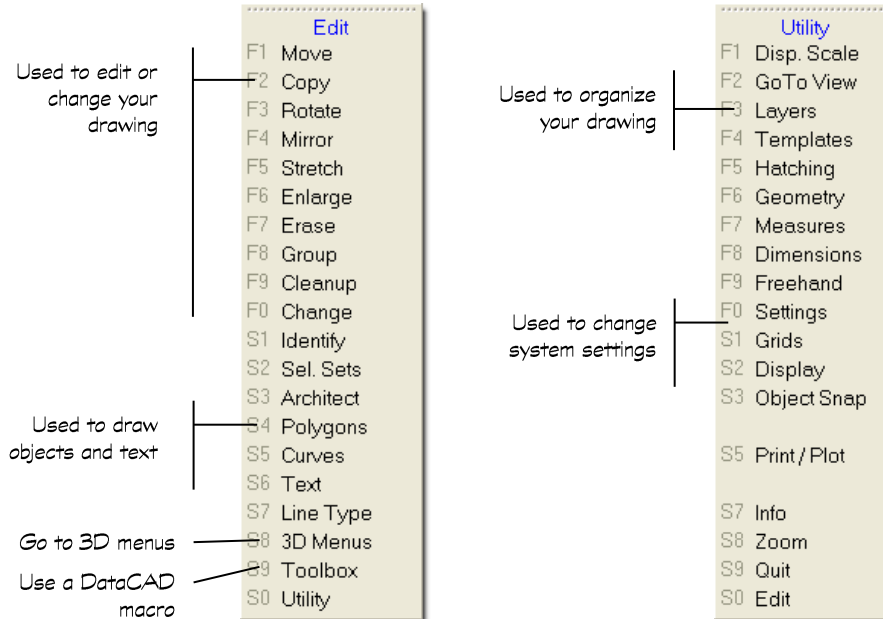 Edit
F1 Move
F2 Copy
F3 Rotate
F4 Mirror
F5 Stretch
F6 Enlarge
F7 Erase
F8 Group
F9 Cleanup
F0 Change
S1 Identify
S2 Sel. Sets
S3 Architect
S4 Polygons
S5 Curves
S6 Text
S7 Line Type
S8 3D Menus
S9 Toolbox
S0 Utility
Used to edit or
change your
drawing
Used to draw
objects and text
Go to 3D menus
Use a DataCAD
macro
Utility
F1 Disp. Scale
F2 GoTo View
F3 Layers
F4 Templates
F5 Hatching
F6 Geometry
F7 Measures
F8 Dimensions
F9 Freehand
F0 Settings
S1 Grids
S2 Display
S3 Object Snap
S5 Print / Plot
S7 Info
S8 Zoom
S9 Quit
S0 Edit
Used to organize
your drawing
Used to change
system settings